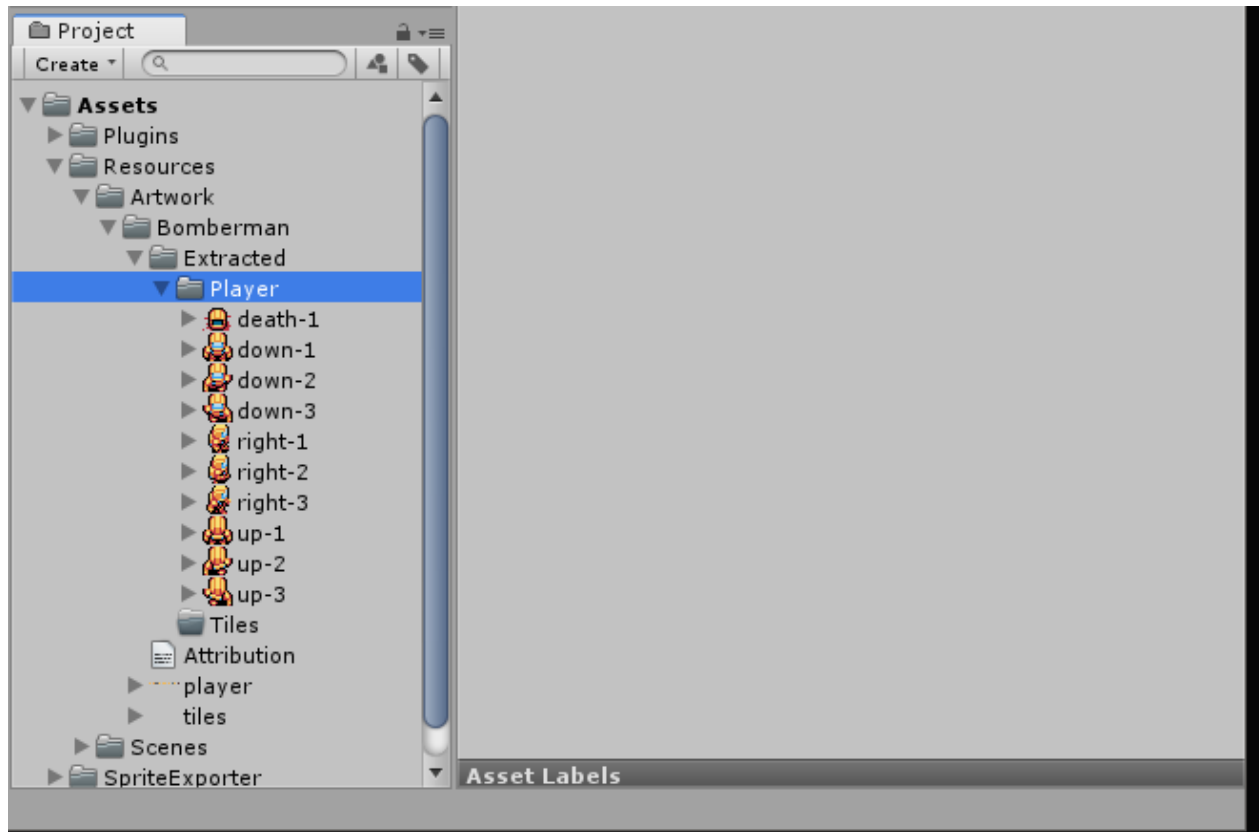 Project
Create
Assets
Plugins
Resources
Artwork
Bomberman
Extracted
Player
death-1
down-1
down-2
down-3
right-1
right-2
right-3
up-1
up-2
up-3
Tiles
Attribution
player
tiles
Scenes
SpriteExporter
Asset Labels